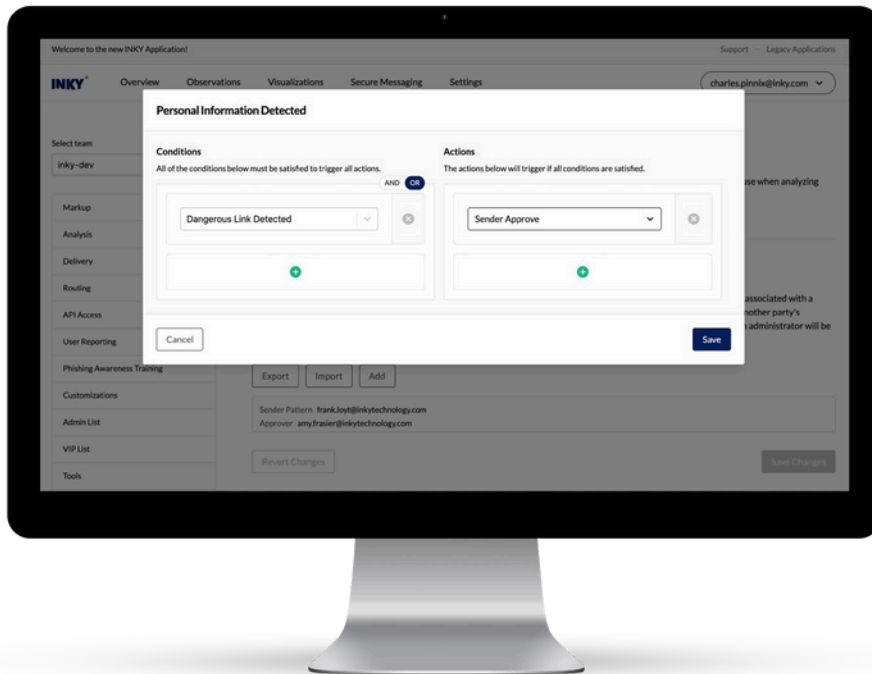 Welcome to the new INKY Application!
Support
Legacy Applications
INKY
Overview
Observations
Visualizations
Secure Messaging
Settings
charles.pinnix@inky.com
Personal Information Detected
Select team
inky-dev
Conditions
All of the conditions below must be satisfied to trigger all actions.
AND
OR
Dangerous Link Detected
Actions
The actions below will trigger if all conditions are satisfied.
Sender Approve
Cancel
Save
use when analyzing
associated with a
another party's
administrator will be
Markup
Analysis
Delivery
Routing
API Access
User Reporting
Phishing Awareness Training
Customizations
Admin List
VIP List
Tools
Export
Import
Add
Sender Pattern frank.loyt@inkytechnology.com
Approver amy.frasier@inkytechnology.com
Revert Changes
Save Changes